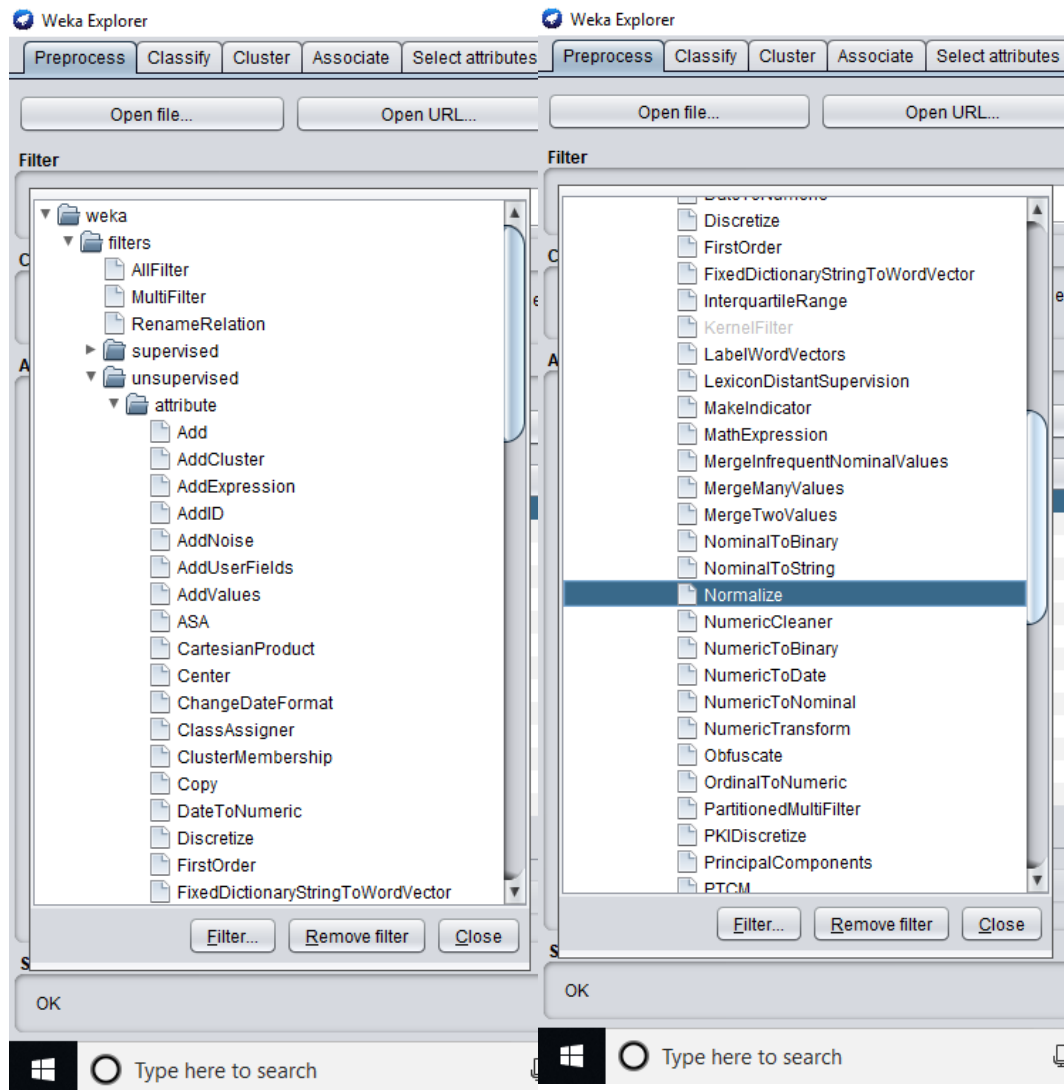 Weka Explorer
Preprocess Classify Cluster Associate Select attributes
Open file... Open URL...
Filter
weka
filters
AllFilter
MultiFilter
RenameRelation
supervised
unsupervised
attribute
Add
AddCluster
AddExpression
AddID
AddNoise
AddUserFields
AddValues
ASA
CartesianProduct
Center
ChangeDateFormat
ClassAssigner
ClusterMembership
Copy
DateToNumeric
Discretize
FirstOrder
FixedDictionaryStringToWordVector
Filter... Remove filter Close
OK
Type here to search
Weka Explorer
Preprocess Classify Cluster Associate Select attributes
Open file... Open URL...
Filter
DateToNumeric
Discretize
FirstOrder
FixedDictionaryStringToWordVector
InterquartileRange
KernelFilter
LabelWordVectors
LexiconDistantSupervision
MakeIndicator
MathExpression
MergeInfrequentNominalValues
MergeManyValues
MergeTwoValues
NominalToBinary
NominalToString
Normalize
NumericCleaner
NumericToBinary
NumericToDate
NumericToNominal
NumericTransform
Obfuscate
OrdinalToNumeric
PartitionedMultiFilter
PKIDiscretize
PrincipalComponents
PTCM
Filter... Remove filter Close
OK
Type here to search